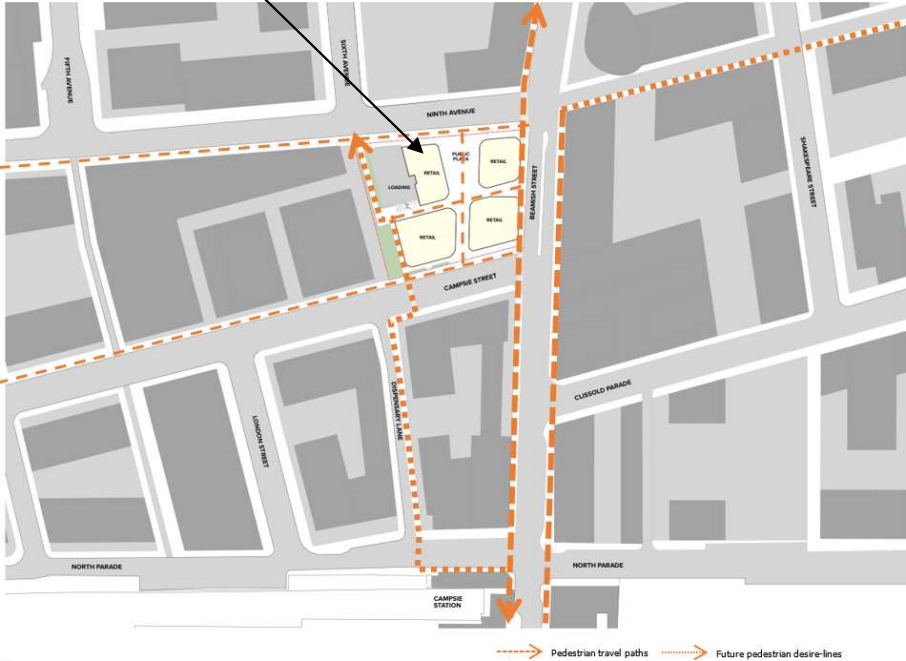 FIFTH AVENUE
SIXTH AVENUE
NINTH AVENUE
PUBLIC
PLAZA
RETAIL
RETAIL
LOADING
RETAIL
RETAIL
BEAMISH STREET
SHAKESPEARE STREET
CAMPSIE STREET
CLISSOLD PARADE
DISPENSARY LANE
LONDON STREET
NORTH PARADE
NORTH PARADE
CAMPSIE
STATION
Pedestrian travel paths
Future pedestrian desire-lines